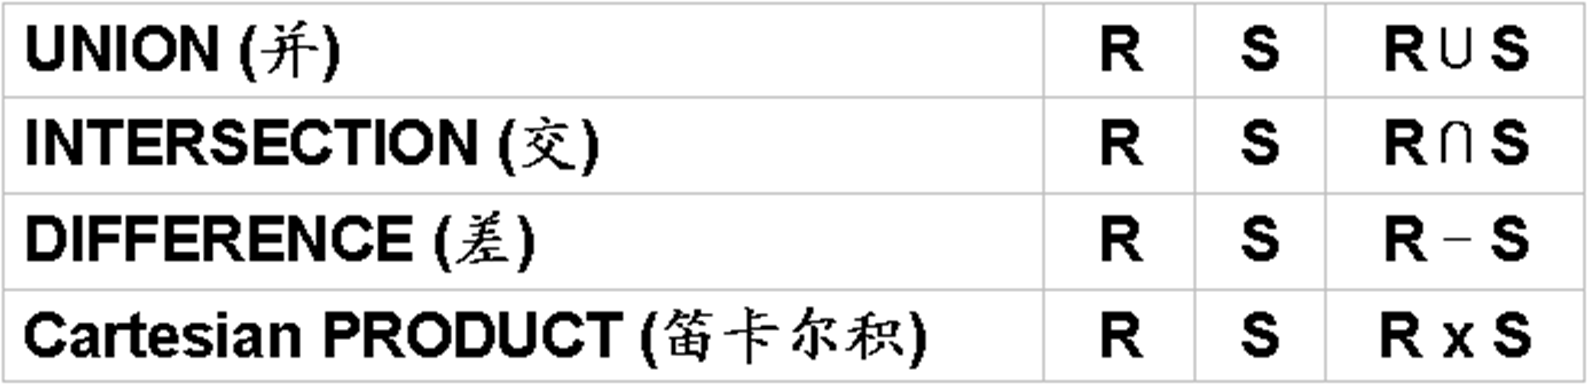 UNION (并) R S R∪S
INTERSECTION (交) R S R∩S
DIFFERENCE (差) R S R − S
Cartesian PRODUCT (笛卡尔积) R S R x S